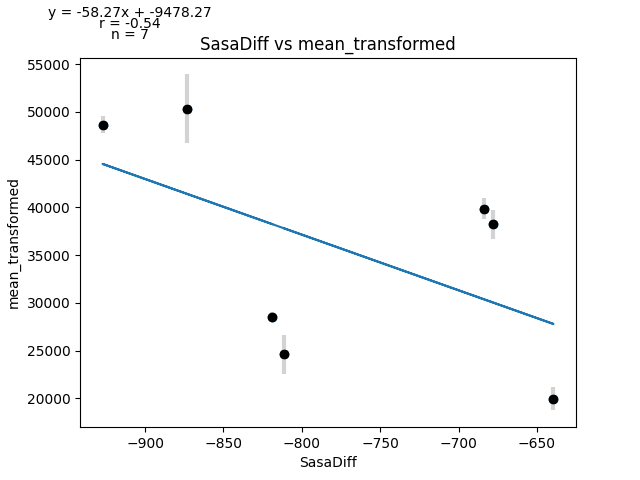 y = -58.27x + -9478.27
r = -0.54
n = 7
SasaDiff vs mean_transformed
55000
50000
45000
40000
35000
30000
25000
20000
mean_transformed
−900 −850 −800 −750 −700 −650
SasaDiff